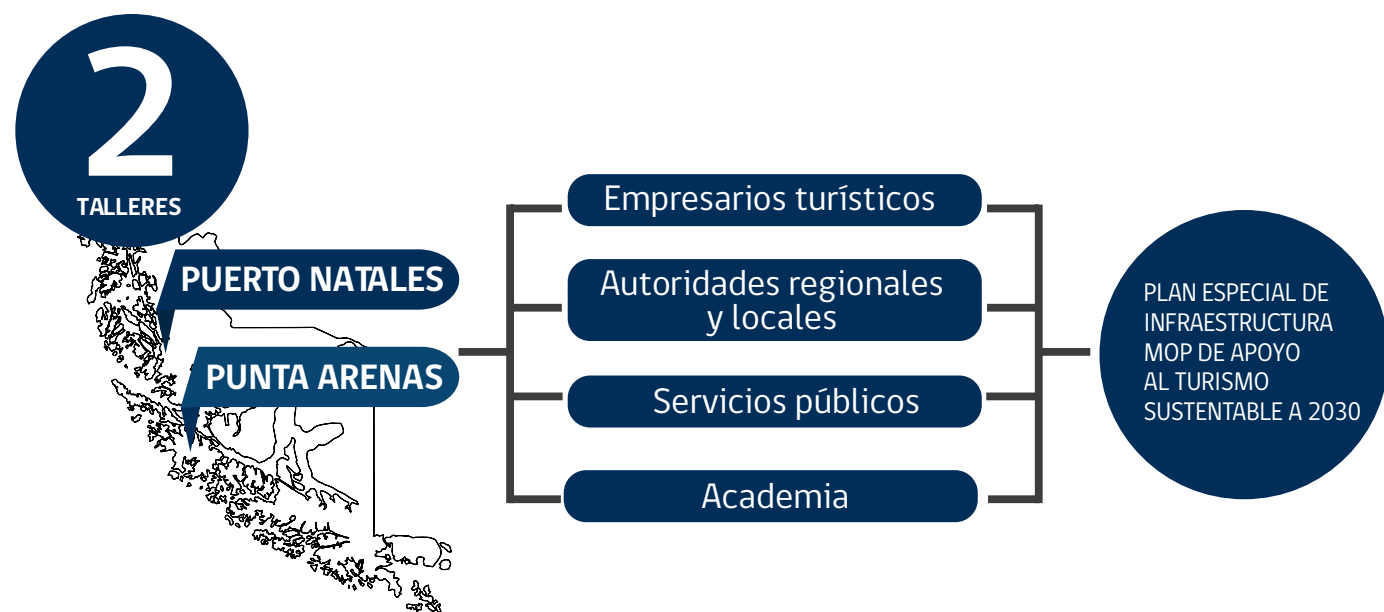 2
TALLERES
PUERTO NATALES
PUNTA ARENAS
Empresarios turísticos
Autoridades regionales
y locales
Servicios públicos
Academia
PLAN ESPECIAL DE
INFRAESTRUCTURA
MOP DE APOYO
AL TURISMO
SUSTENTABLE A 2030